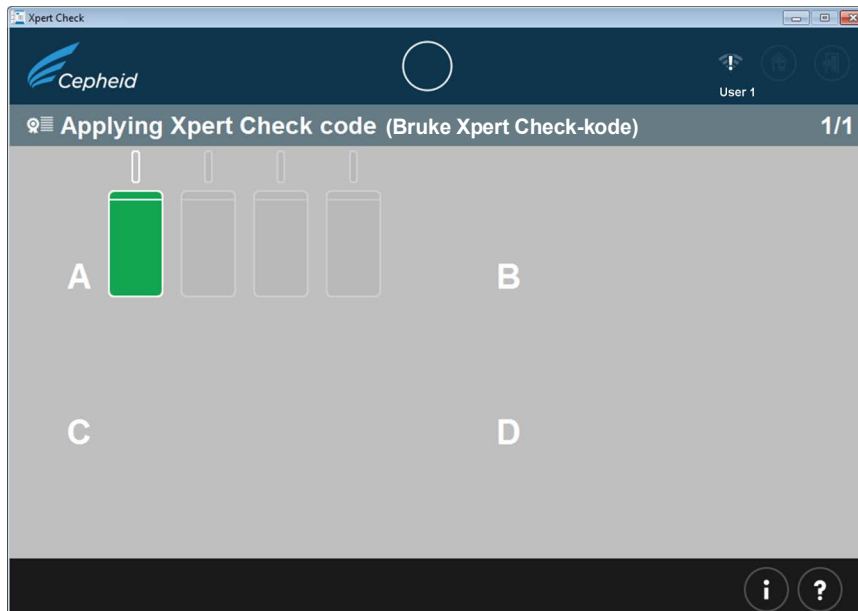 Xpert Check
Cepheid
User 1
Applying Xpert Check code (Bruke Xpert Check-kode) 1/1
A B
C D
i ?